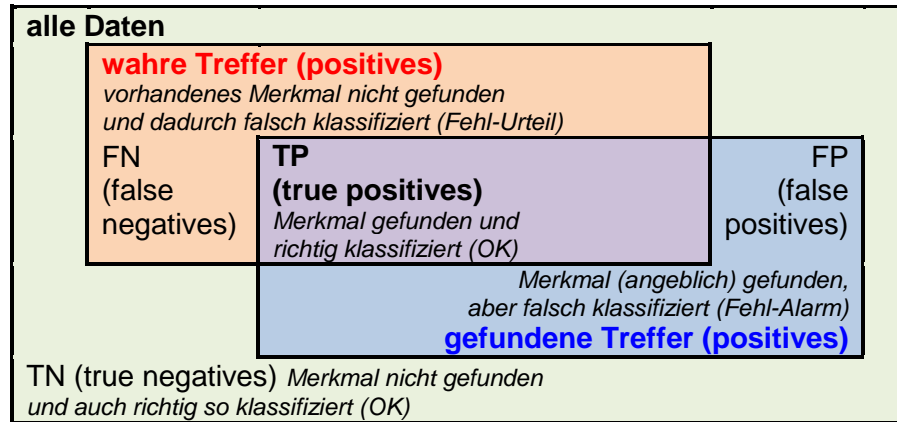 alle Daten
wahre Treffer (positives)
vorhandenes Merkmal nicht gefunden
und dadurch falsch klassifiziert (Fehl-Urteil)
FN
(false
negatives)
TP
(true positives)
Merkmal gefunden und
richtig klassifiziert (OK)
FP
(false
positives)
Merkmal (angeblich) gefunden,
aber falsch klassifiziert (Fehl-Alarm)
gefundene Treffer (positives)
TN (true negatives) Merkmal nicht gefunden
und auch richtig so klassifiziert (OK)